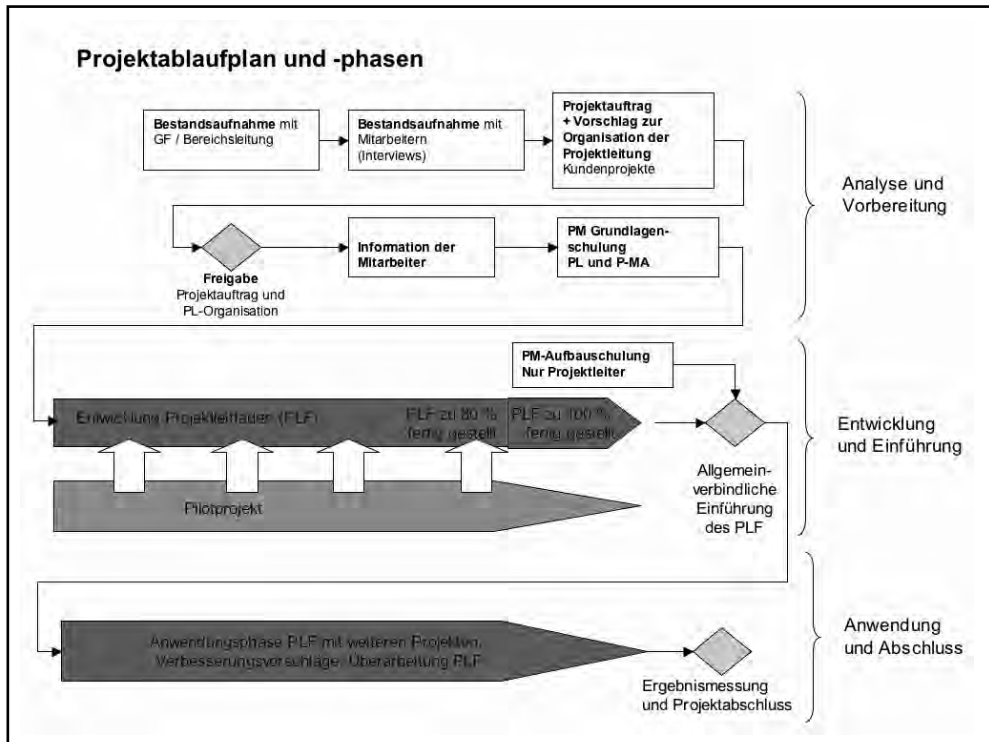 Projektablaufplan und -phasen
Bestandsaufnahme mit
GF / Bereichsleitung
Bestandsaufnahme mit
Mitarbeitern
(Interviews)
Projektauftrag
+ Vorschlag zur
Organisation der
Projektleitung
Kundenprojekte
Analyse und
Vorbereitung
Freigabe
Projektauftrag und
PL-Organisation
Information der
Mitarbeiter
PM Grundlagen-
schulung
PL und P-MA
PM-Aufbauschulung
Nur Projektleiter
Entwicklung Projektleitfaden (PLF)
PLF zu 80 %
fertig gestellt
PLF zu 100 %
fertig gestellt
Pilotprojekt
Allgemein-
verbindliche
Einführung
des PLF
Entwicklung
und Einführung
Anwendungsphase PLF mit weiteren Projekten,
Verbesserungsvorschläge, Überarbeitung PLF
Ergebnismessung
und Projektabschluss
Anwendung
und Abschluss